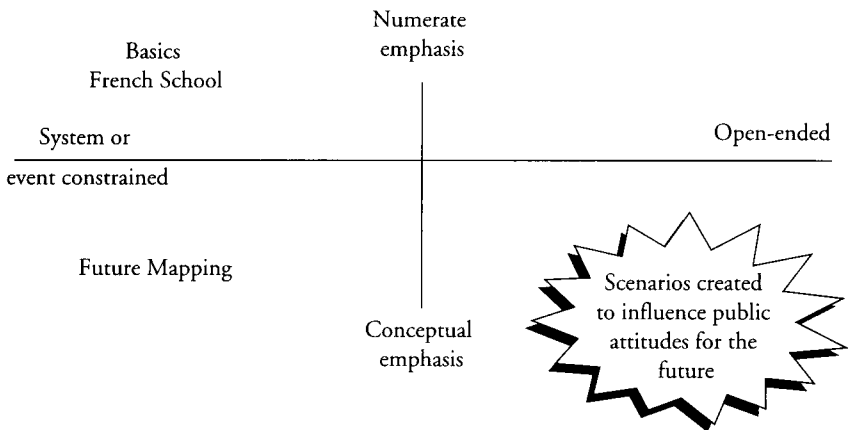 Numerate
emphasis
Basics
French School
System or
event constrained
Open-ended
Future Mapping
Conceptual
emphasis
Scenarios created
to influence public
attitudes for the
future